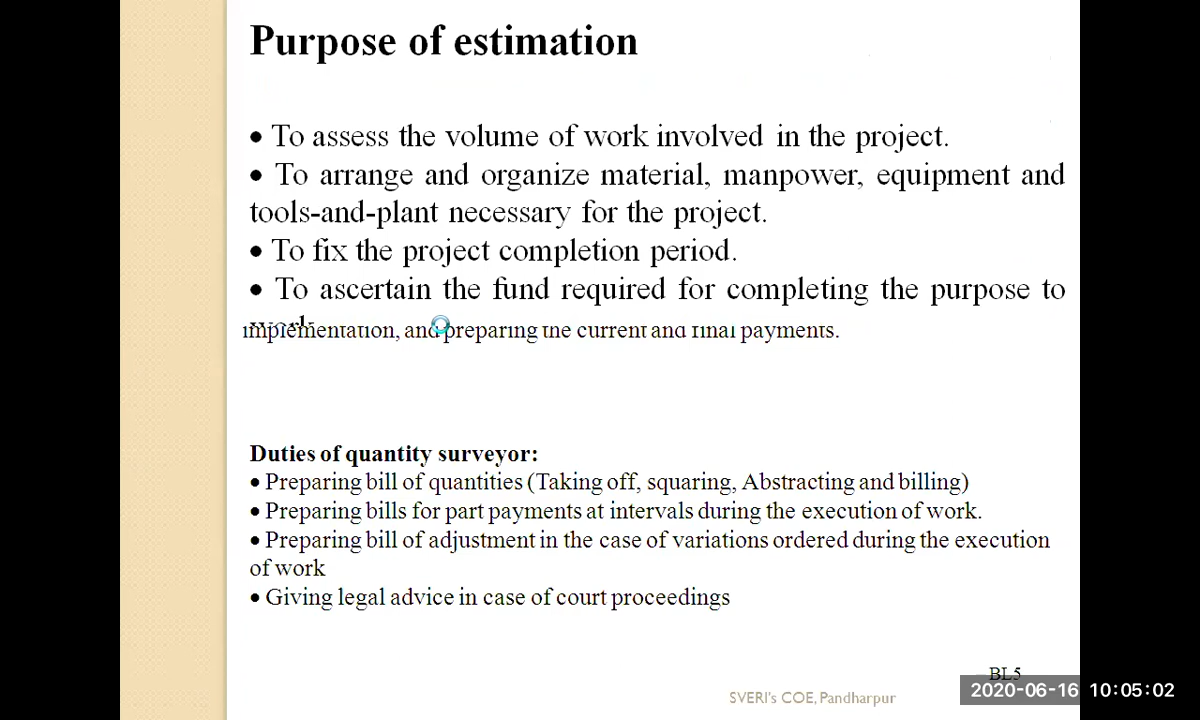 Purpose of estimation
• To assess the volume of work involved in the project.
• To arrange and organize material, manpower, equipment and
tools-and-plant necessary for the project.
• To fix the project completion period.
• To ascertain the fund required for completing the purpose to
implementation, and preparing the current and final payments.
Duties of quantity surveyor:
• Preparing bill of quantities (Taking off, squaring, Abstracting and billing)
• Preparing bills for part payments at intervals during the execution of work.
• Preparing bill of adjustment in the case of variations ordered during the execution
of work
• Giving legal advice in case of court proceedings
BL5
2020-06-16 10:05:02
SVERI's COE, Pandharpur